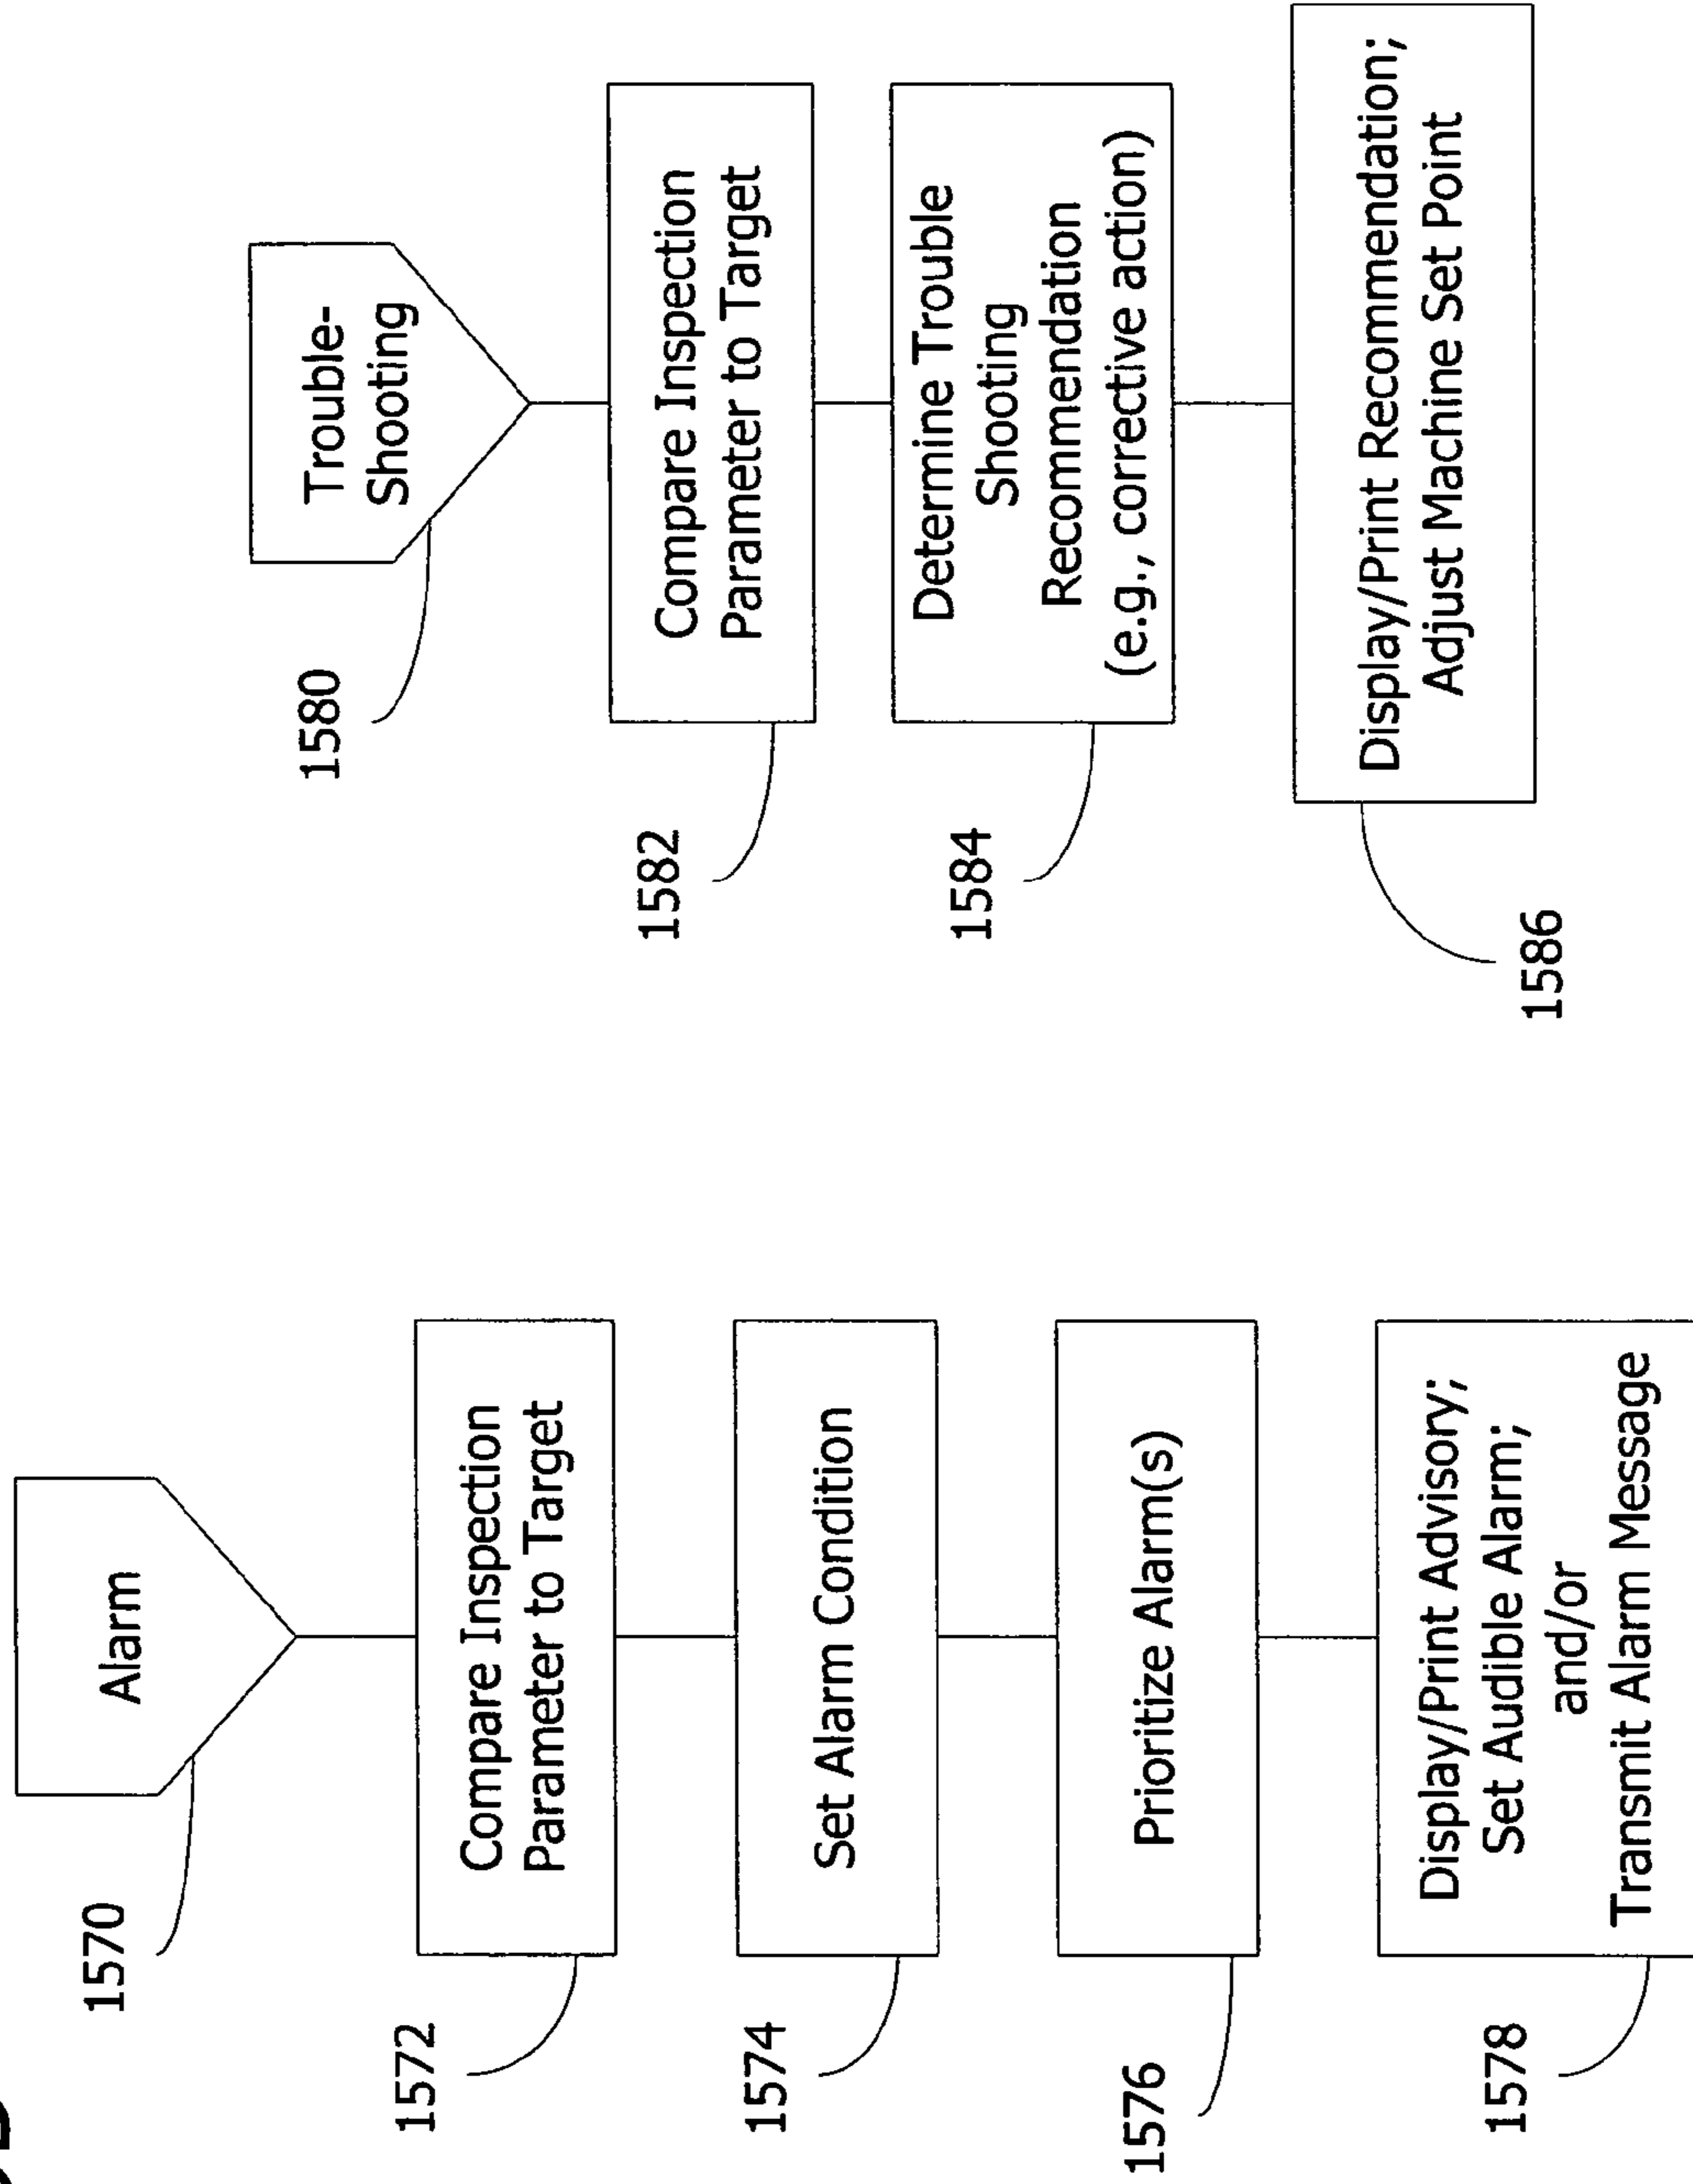 1570
Alarm
1572
Compare Inspection
Parameter to Target
1574
Set Alarm Condition
1576
Prioritize Alarm(s)
1578
Display/Print Advisory;
Set Audible Alarm;
and/or
Transmit Alarm Message
1580
Trouble-
Shooting
1582
Compare Inspection
Parameter to Target
1584
Determine Trouble
Shooting
Recommendation
(e.g., corrective action)
1586
Display/Print Recommendation;
Adjust Machine Set Point